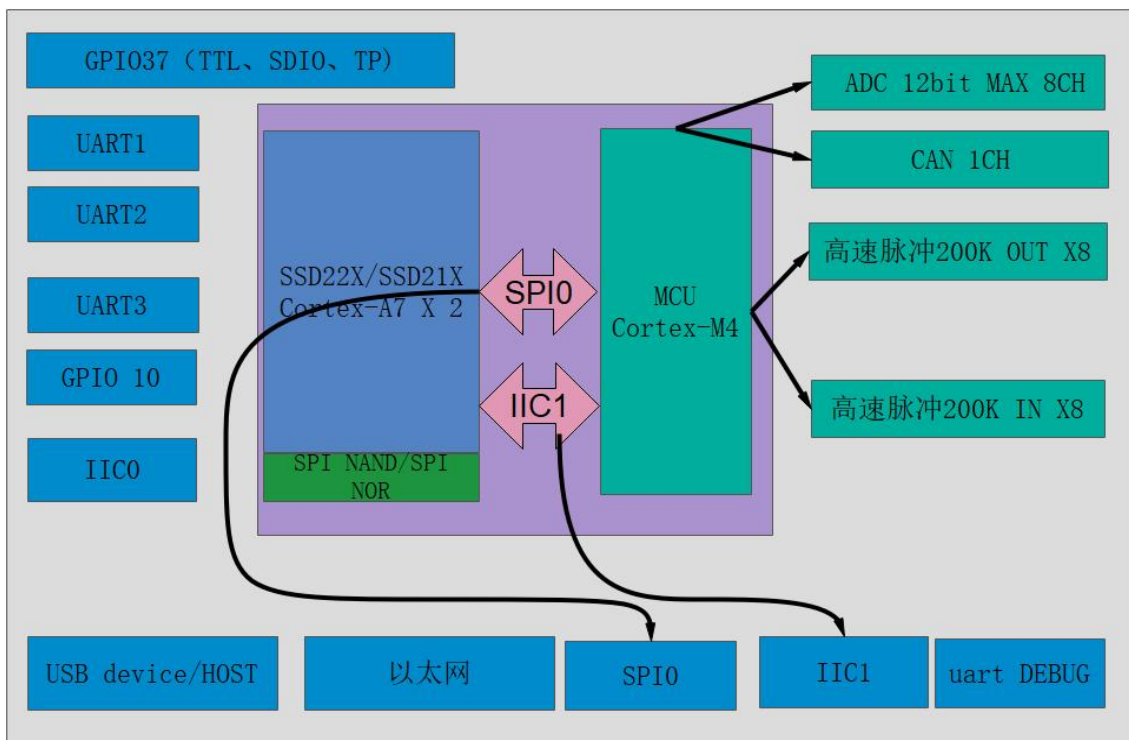 GPIO37（TTL、SDIO、TP)
ADC 12bit MAX 8CH
UART1
CAN 1CH
UART2
高速脉冲200K OUT X8
SSD22X/SSD21X
Cortex-A7 X 2
SPI0
MCU
Cortex-M4
UART3
GPIO 10
IIC1
高速脉冲200K IN X8
IIC0
SPI NAND/SPI
NOR
USB device/HOST
以太网
SPI0
IIC1
uart DEBUG